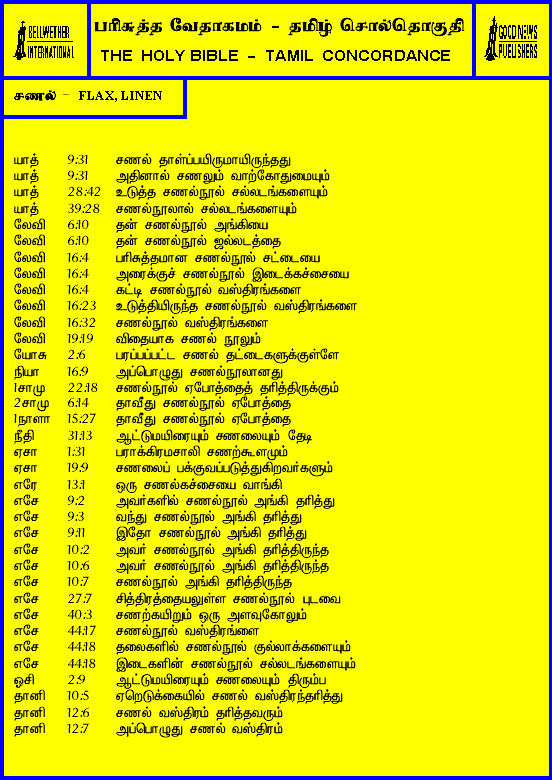 BELLWETHER INTERNATIONAL
பரிசுத்த வேதாகமம் - தமிழ் சொல்தொகுதி
THE HOLY BIBLE - TAMIL CONCORDANCE
GOOD NEWS PUBLISHERS
சணல் - FLAX, LINEN
யாத் 9:31 சணல் தாள்ப்பயிருமாயிருந்தது
யாத் 9:31 அதினால் சணலும் வாற்கோதுமையும்
யாத் 28:42 உடுத்த சணல்நூல் சல்லடங்களையும்
யாத் 39:28 சணல்நூலால் சல்லடங்களையும்
லேவி 6:10 தன் சணல்நூல் அங்கியை
லேவி 6:10 தன் சணல்நூல் ஜல்லடத்தை
லேவி 16:4 பரிசுத்தமான சணல்நூல் சட்டையை
லேவி 16:4 அரைக்குச் சணல்நூல் இடைக்கச்சையை
லேவி 16:4 கட்டி சணல்நூல் வஸ்திரங்களை
லேவி 16:23 உடுத்தியிருந்த சணல்நூல் வஸ்திரங்களை
லேவி 16:32 சணல்நூல் வஸ்திரங்களை
லேவி 19:19 விதையாக சணல் நூலும்
யோசு 2:6 பரப்பப்பட்ட சணல் தட்டைகளுக்குள்ளே
நியா 16:9 அப்பொழுது சணல்நூலானது
1சாமு 22:18 சணல்நூல் ஏபோத்தைத் தரித்திருக்கும்
2சாமு 6:14 தாவீது சணல்நூல் ஏபோத்தை
1நாளா 15:27 தாவீது சணல்நூல் ஏபோத்தை
நீதி 31:13 ஆட்டுமயிரையும் சணலையும் தேடி
ஏசா 1:31 பராக்கிரமசாலி சணற்கூளமும்
ஏசா 19:9 சணலைப் பக்குவப்படுத்துகிறவர்களும்
எரே 13:1 ஒரு சணல்கச்சையை வாங்கி
எசே 9:2 அவர்களில் சணல்நூல் அங்கி தரித்து
எசே 9:3 வந்து சணல்நூல் அங்கி தரித்து
எசே 9:11 இதோ சணல்நூல் அங்கி தரித்து
எசே 10:2 அவர் சணல்நூல் அங்கி தரித்திருந்த
எசே 10:6 அவர் சணல்நூல் அங்கி தரித்திருந்த
எசே 10:7 சணல்நூல் அங்கி தரித்திருந்த
எசே 27:7 சித்திரத்தையலுள்ள சணல்நூல் புடவை
எசே 40:3 சணற்கயிறும் ஒரு அளவுகோலும்
எசே 44:17 சணல்நூல் வஸ்திரங்ளை
எசே 44:18 தலைகளில் சணல்நூல் குல்லாக்களையும்
எசே 44:18 இடைகளின் சணல்நூல் சல்லடங்களையும்
ஓசி 2:9 ஆட்டுமயிரையும் சணலையும் திரும்ப
தானி 10:5 ஏறெடுக்கையில் சணல் வஸ்திரந்தரித்து
தானி 12:6 சணல் வஸ்திரம் தரித்தவரும்
தானி 12:7 அப்பொழுது சணல் வஸ்திரம்